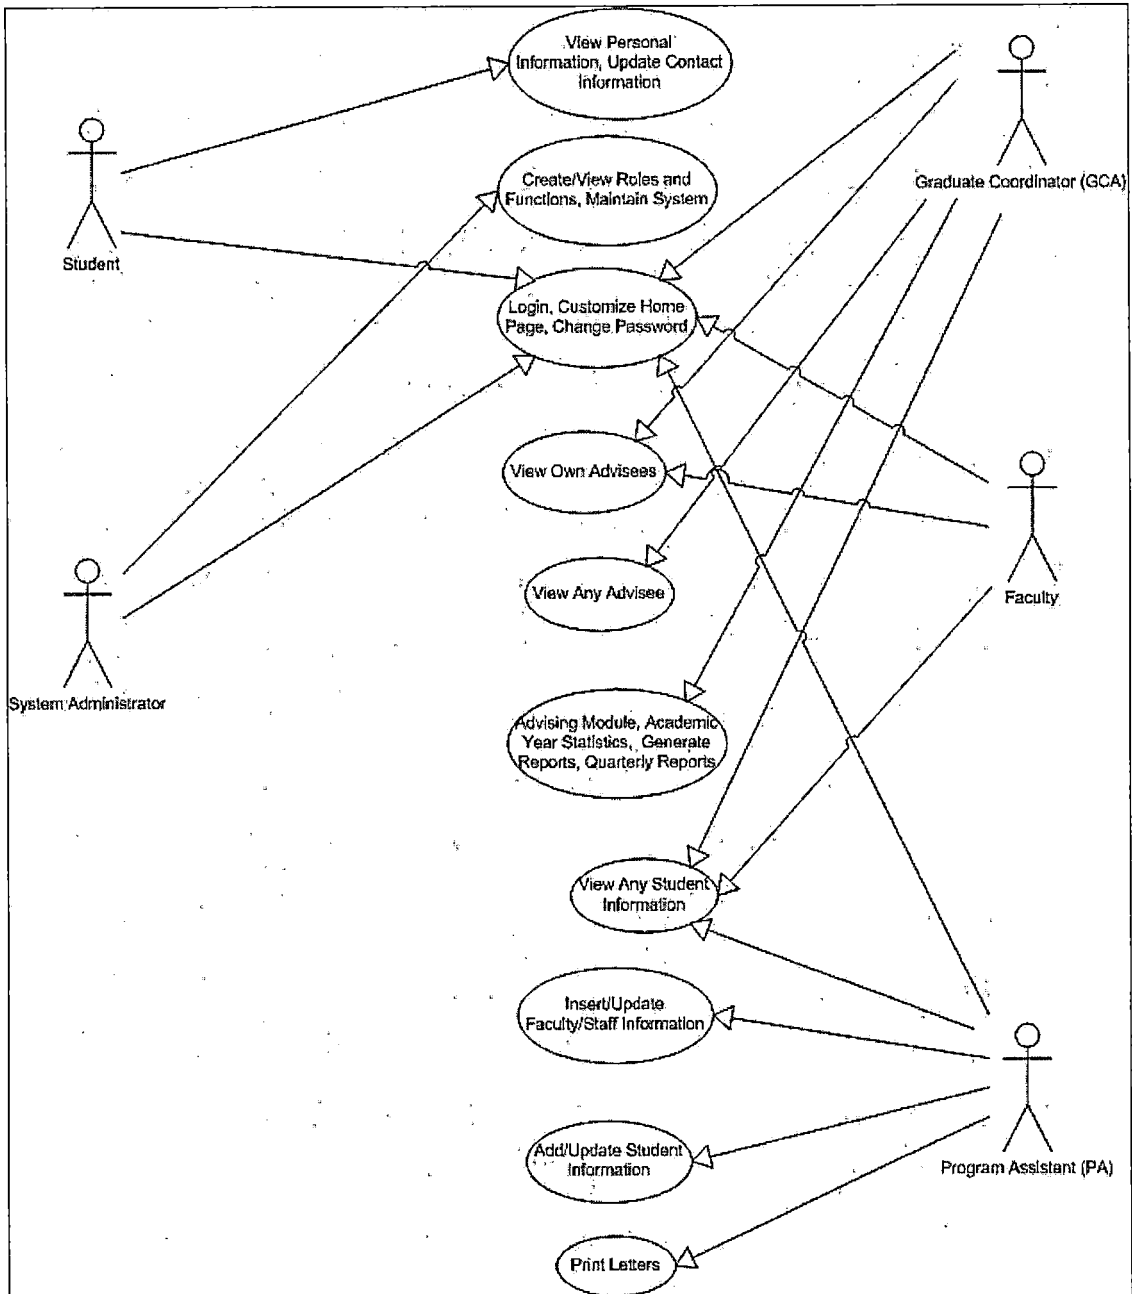 View Personal
Information, Update Contact
Information
Create/View Roles and
Functions, Maintain System
Graduate Coordinator (GCA)
Student
Login, Customize Home
Page, Change Password
View Own Advisees
View Any Advisee
Faculty
System Administrator
Advising Module, Academic
Year Statistics, Generate
Reports, Quarterly Reports
View Any Student
Information
Insert/Update
Faculty/Staff Information
Add/Update Student
Information
Program Assistant (PA)
Print Letters